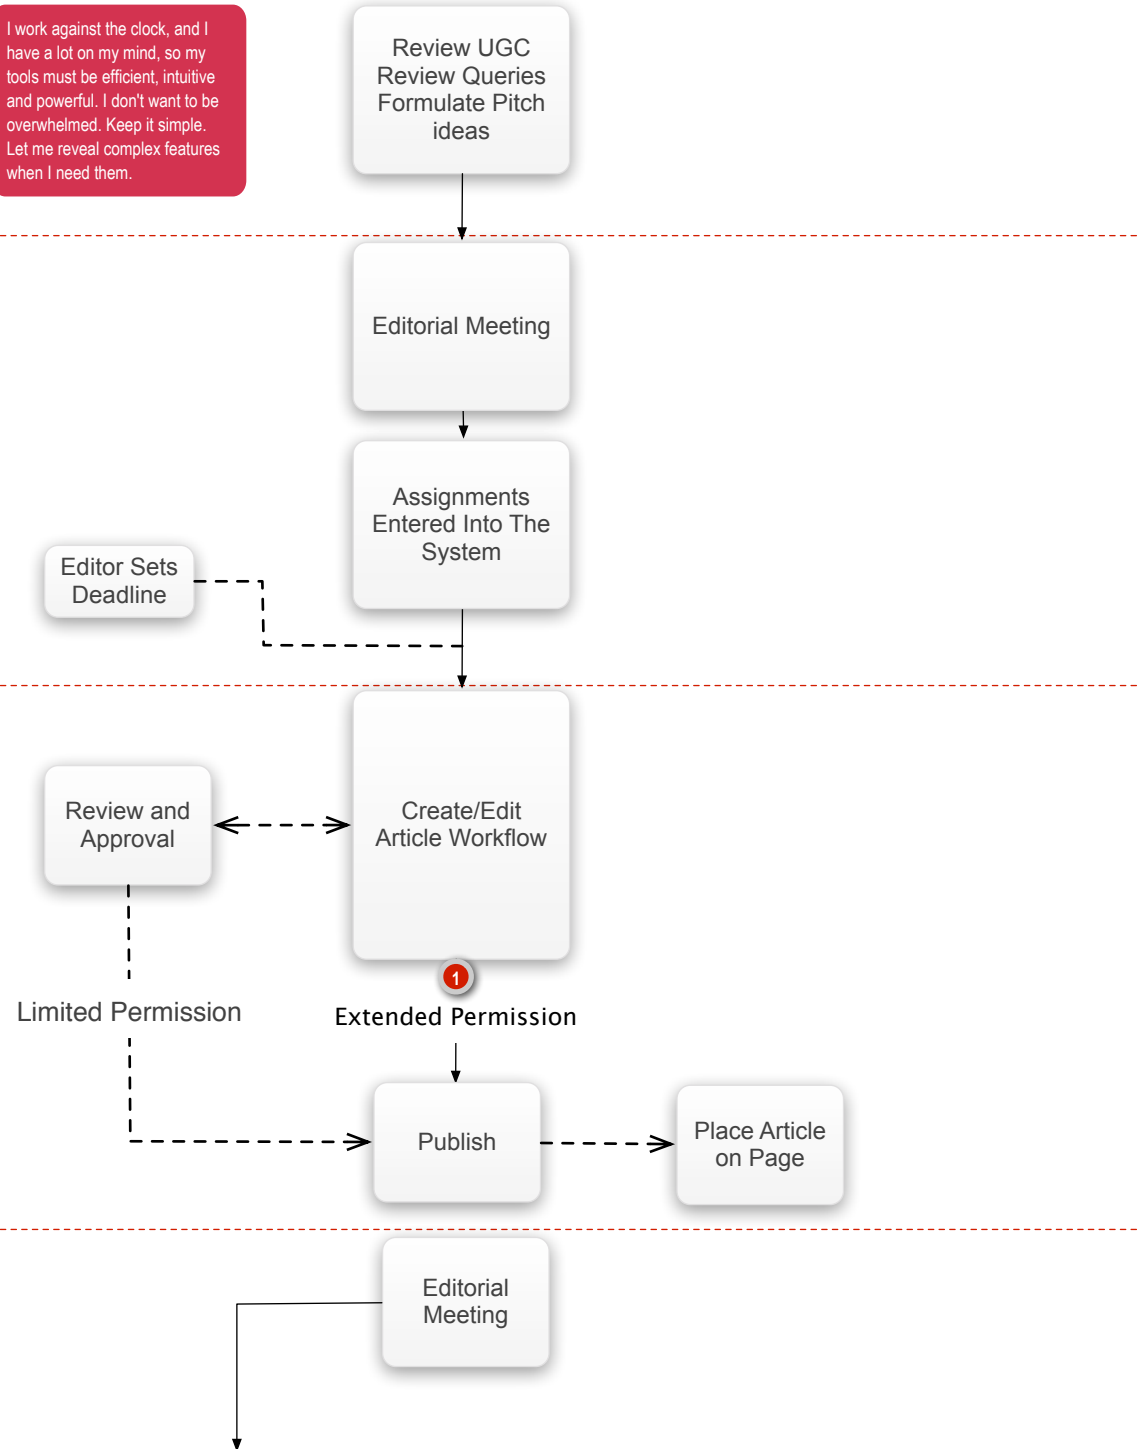 I work against the clock, and I
have a lot on my mind, so my
tools must be efficient, intuitive
and powerful. I don't want to be
overwhelmed. Keep it simple.
Let me reveal complex features
when I need them.
Review UGC
Review Queries
Formulate Pitch
ideas
Editorial Meeting
Assignments
Entered Into The
System
Editor Sets
Deadline
Review and
Approval
Create/Edit
Article Workflow
1
Limited Permission
Extended Permission
Publish
Place Article
on Page
Editorial
Meeting